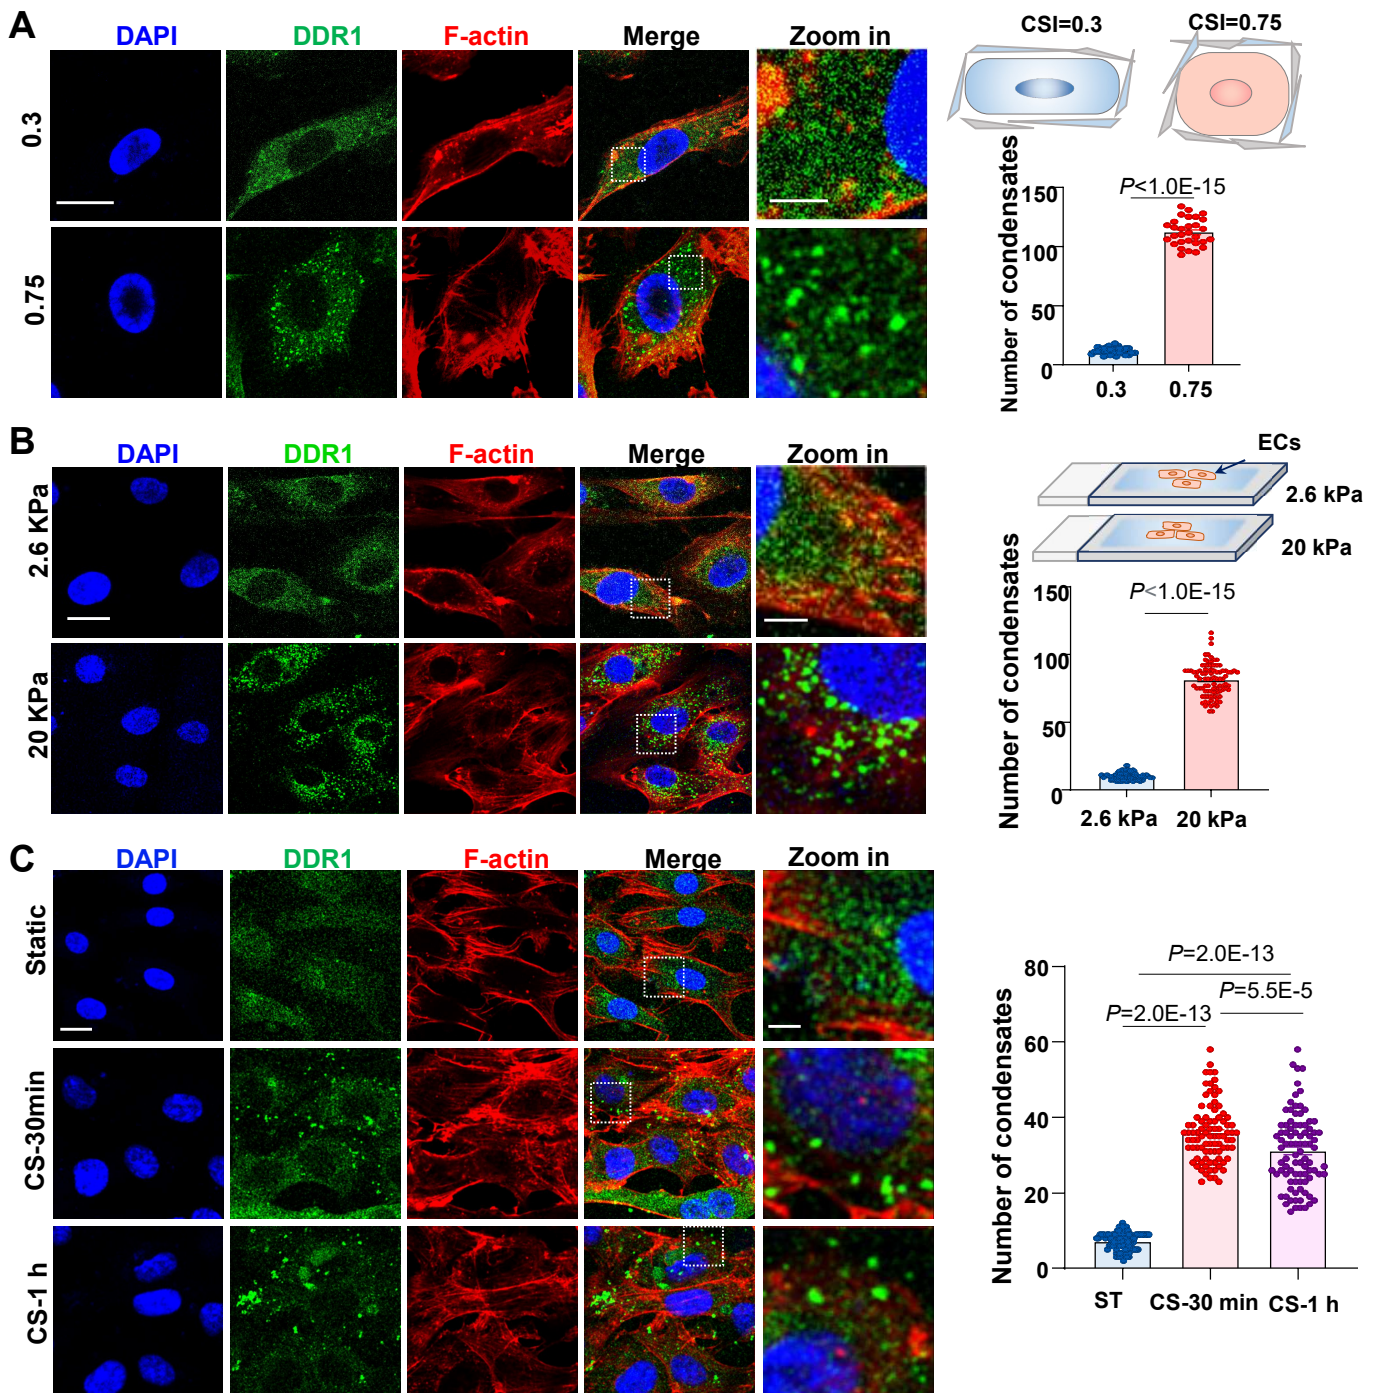 A
DAPI DDR1 F-actin Merge Zoom in
CSI=0.3 CSI=0.75
0.3
0.75
Number of condensates
150
100
50
0
P<1.0E-15
0.3 0.75
B
DAPI DDR1 F-actin Merge Zoom in
ECs
2.6 kPa
20 kPa
2.6 KPa
20 KPa
Number of condensates
150
100
50
0
P<1.0E-15
2.6 kPa 20 kPa
C
DAPI DDR1 F-actin Merge Zoom in
Static
CS-30min
CS-1 h
Number of condensates
80
60
40
20
0
P=2.0E-13
P=5.5E-5
P=2.0E-13
ST CS-30 min CS-1 h